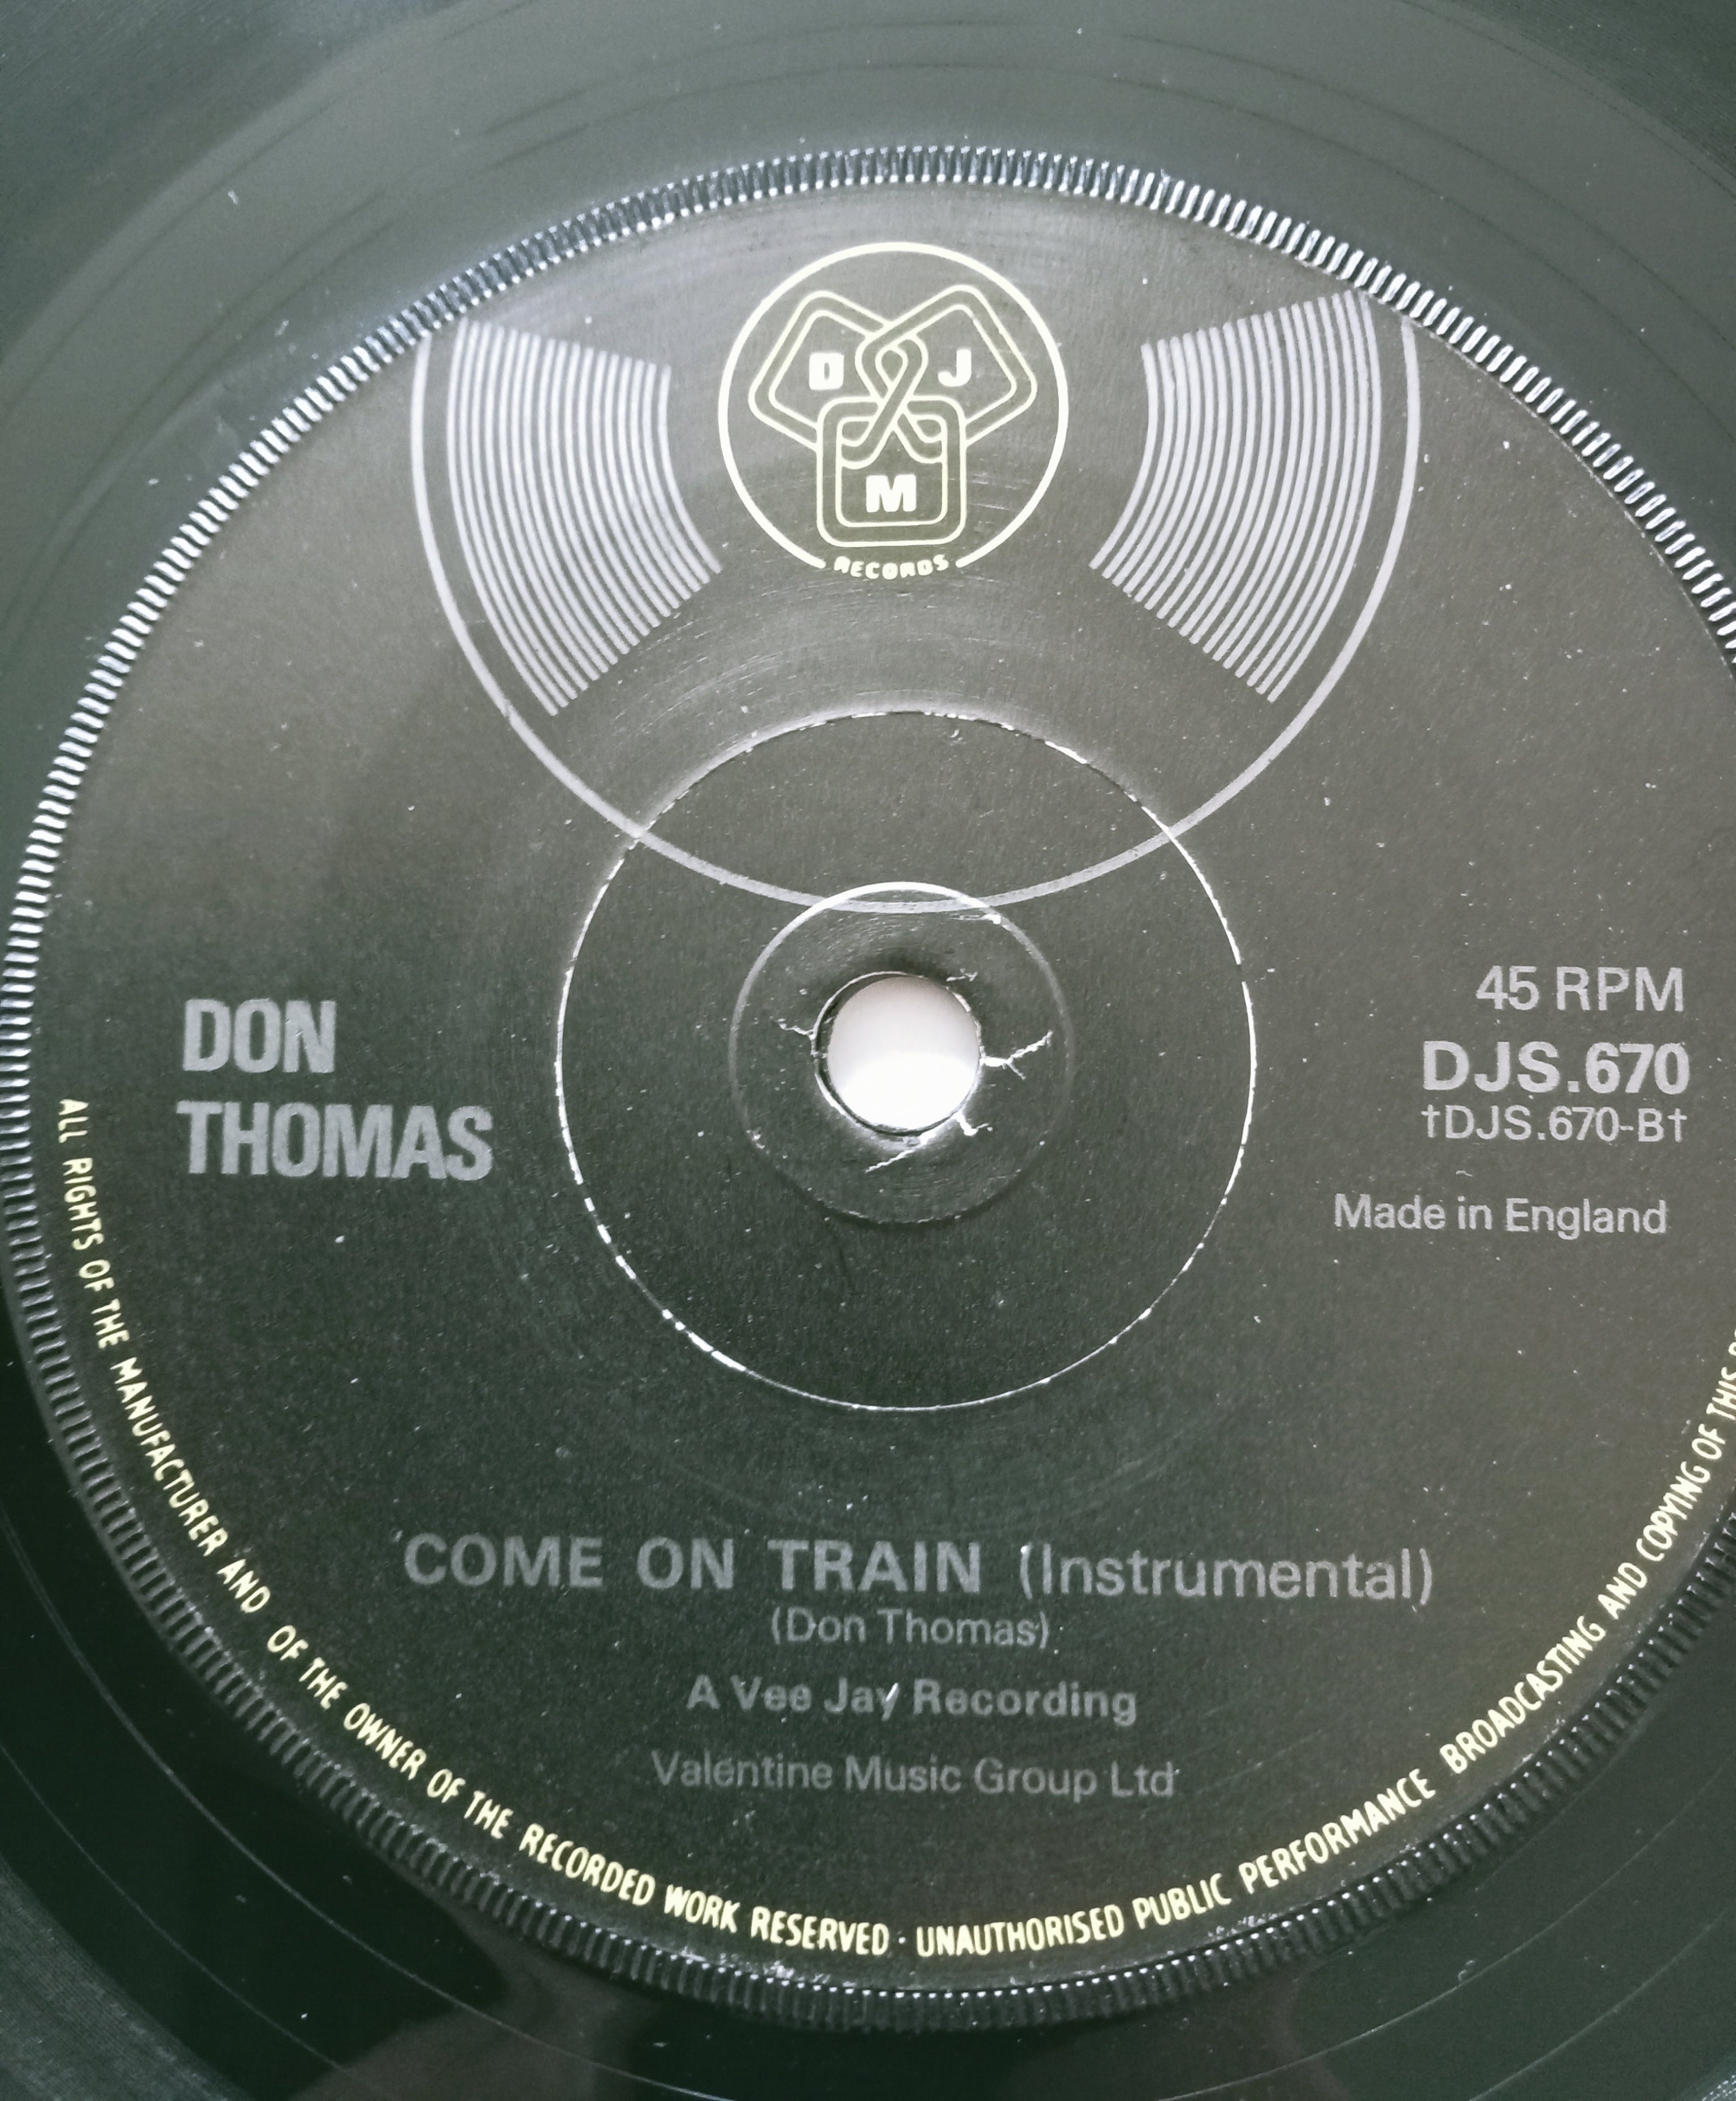 D J
M
RECORDS
DON
THOMAS
45 RPM
DJS.670
†DJS.670-B†
Made in England
COME ON TRAIN (Instrumental)
(Don Thomas)
A Vee Jay Recording
Valentine Music Group Ltd
ALL RIGHTS OF THE MANUFACTURER AND OF THE OWNER OF THE RECORDED WORK RESERVED · UNAUTHORISED PUBLIC PERFORMANCE BROADCASTING AND COPYING OF THIS